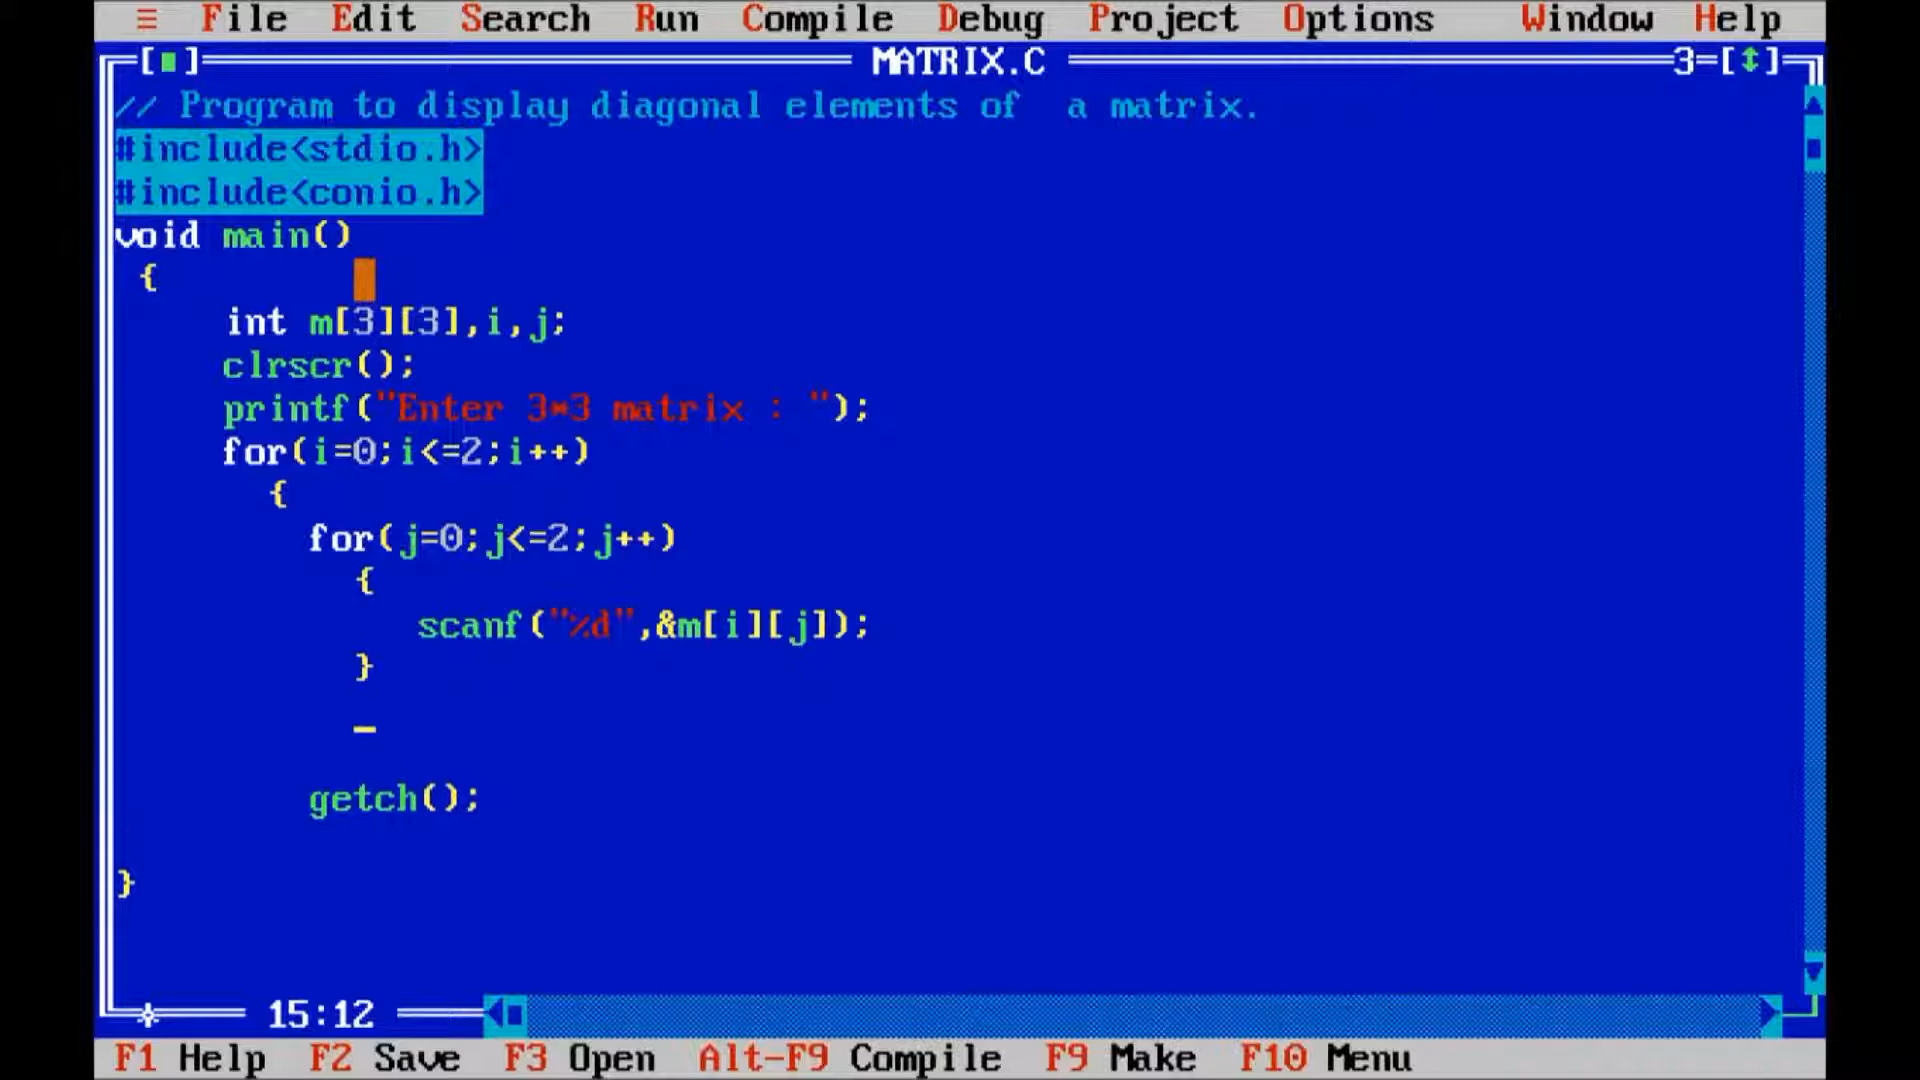 ≡ File Edit Search Run Compile Debug Project Options Window Help
[■] MATRIX.C 3=[↕]
// Program to display diagonal elements of  a matrix.
#include<stdio.h>
#include<conio.h>
void main()
{
int m[3][3],i,j;
clrscr();
printf("Enter 3*3 matrix : ");
for(i=0;i<=2;i++)
{
for(j=0;j<=2;j++)
{
scanf("%d",&m[i][j]);
}
getch();
}
15:12
F1 Help F2 Save F3 Open Alt-F9 Compile F9 Make F10 Menu